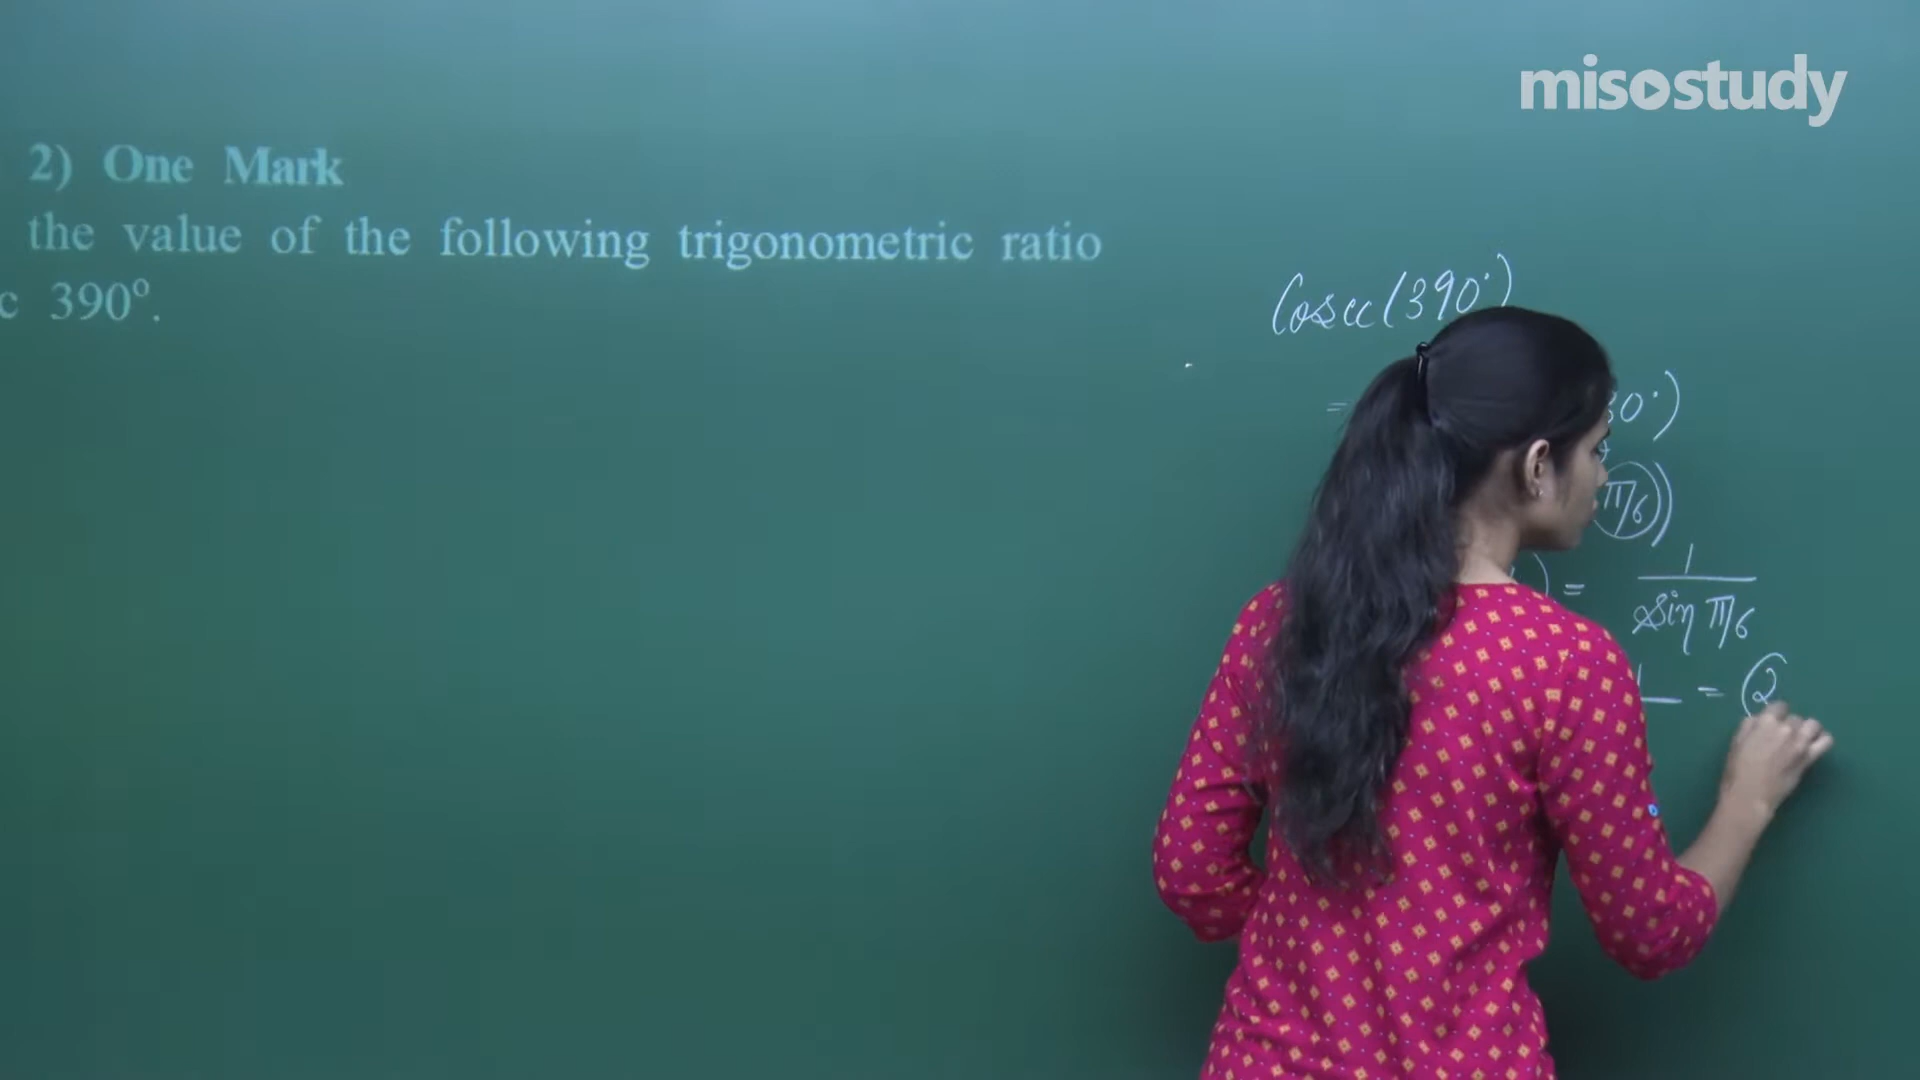 misostudy
2) One Mark
the value of the following trigonometric ratio
c 390°.
Cosec(390°)
= 30°)
π/6))
) = 1/sin π/6
1 = 2